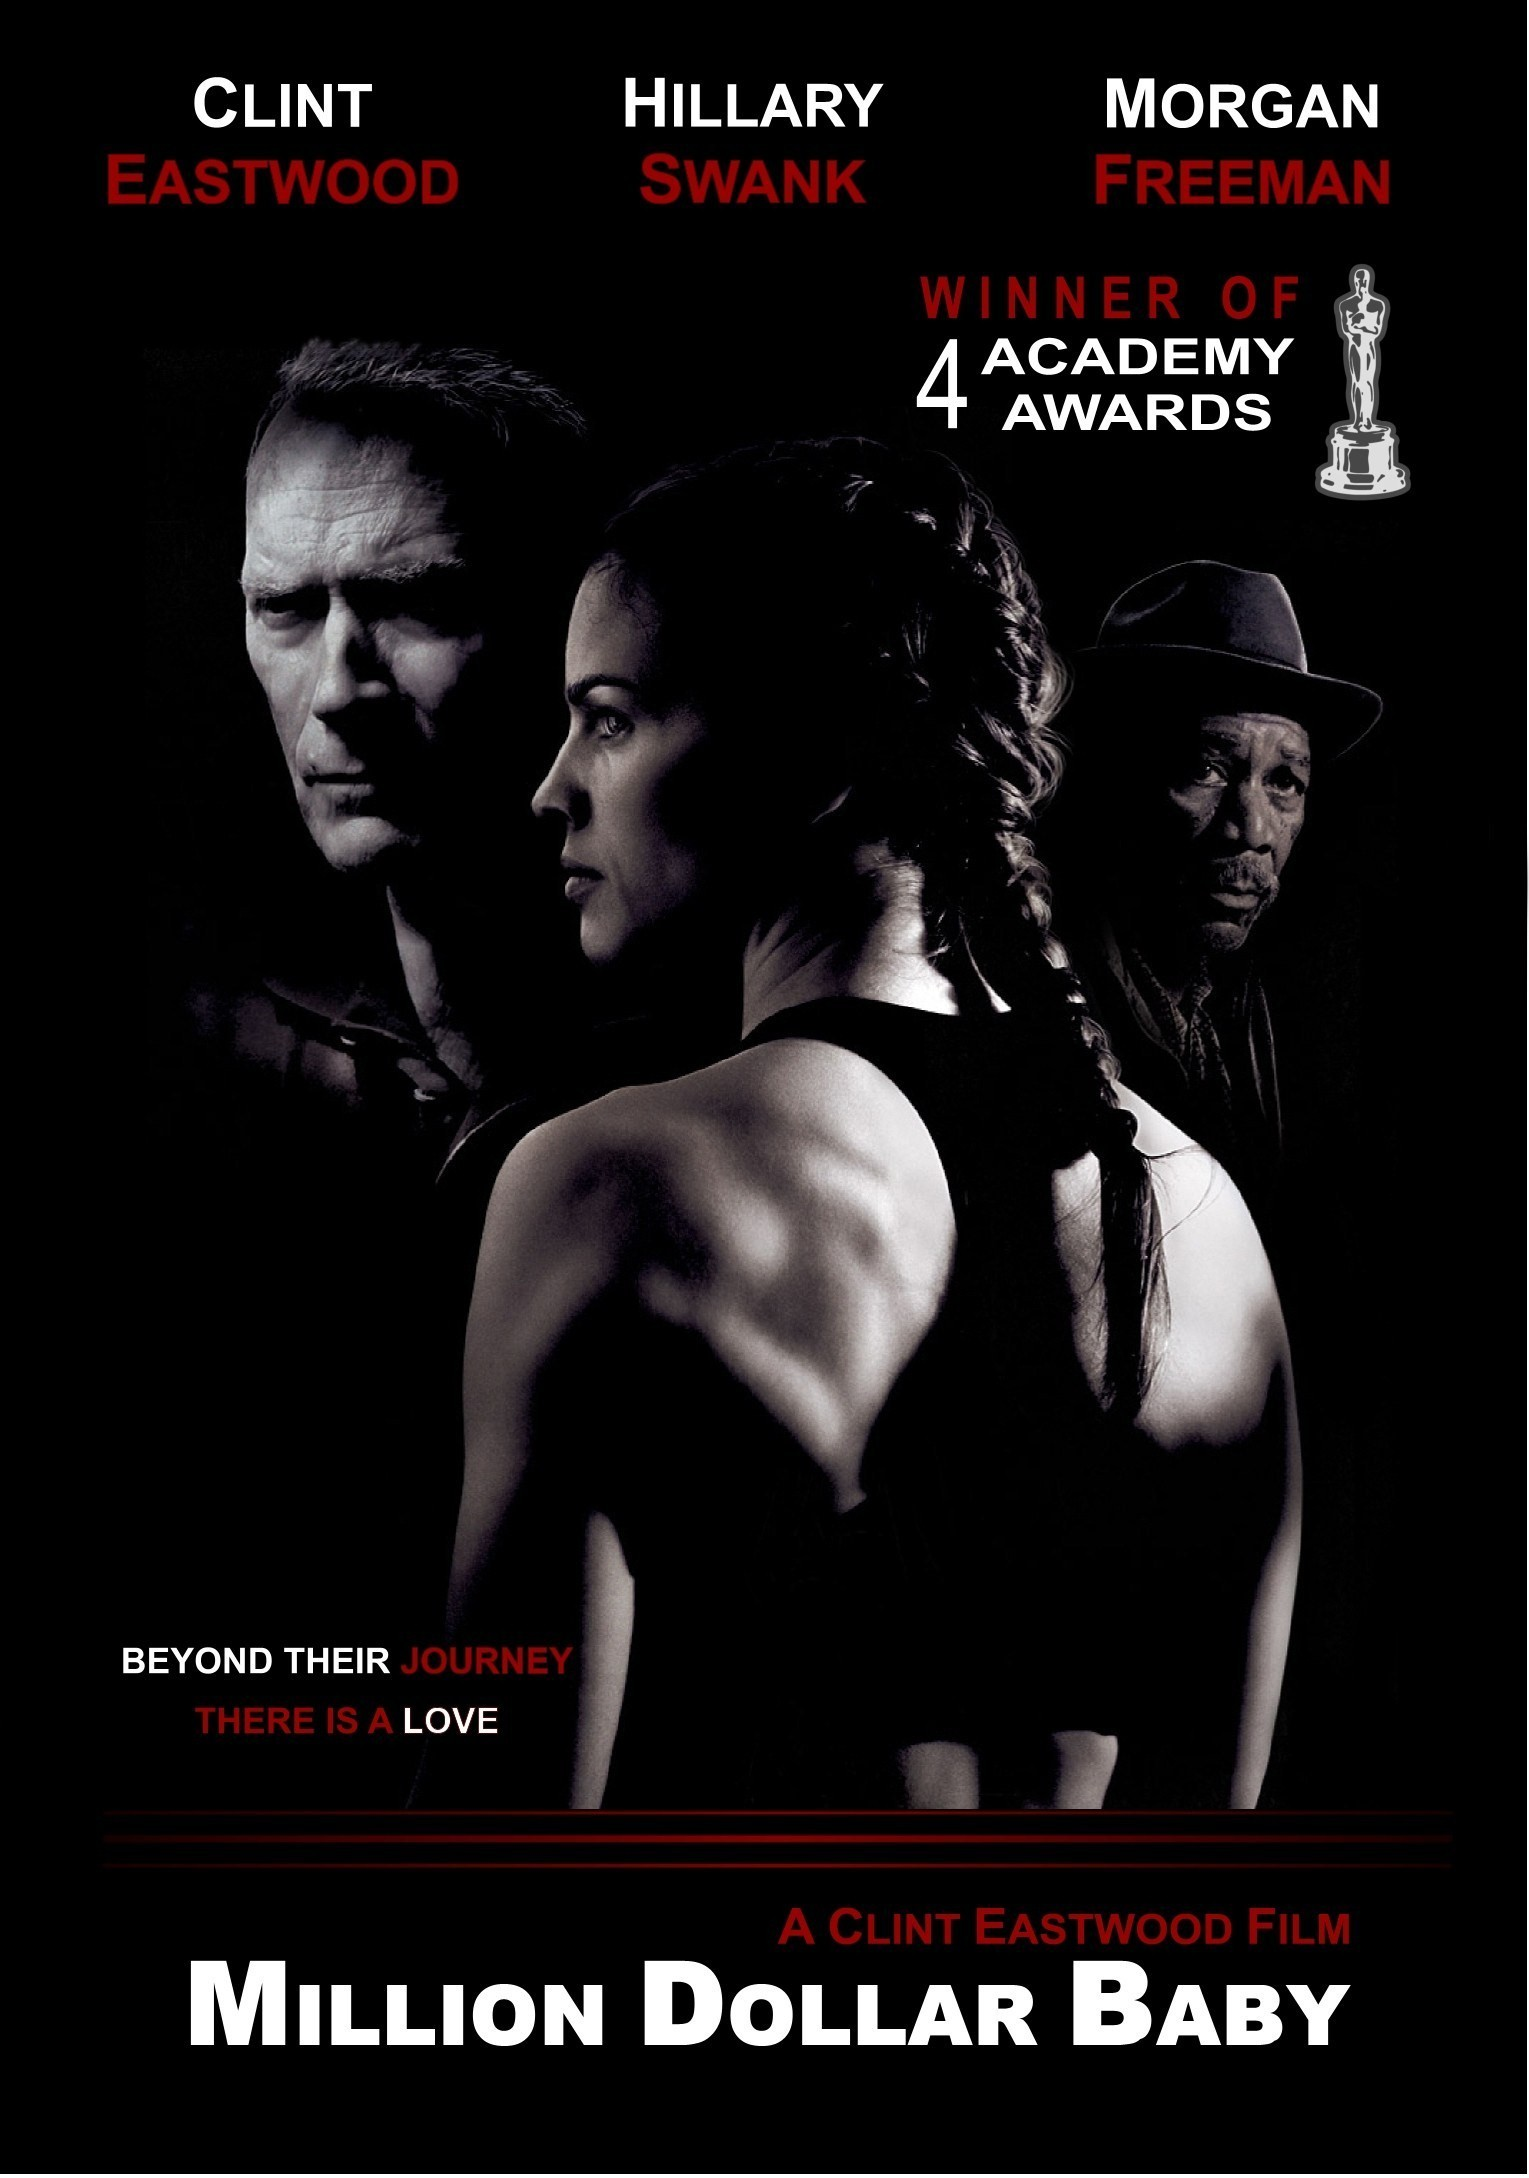 CLINT
EASTWOOD
HILLARY
SWANK
MORGAN
FREEMAN
WINNER OF
4 ACADEMY
AWARDS
BEYOND THEIR JOURNEY
THERE IS A LOVE
A CLINT EASTWOOD FILM
MILLION DOLLAR BABY